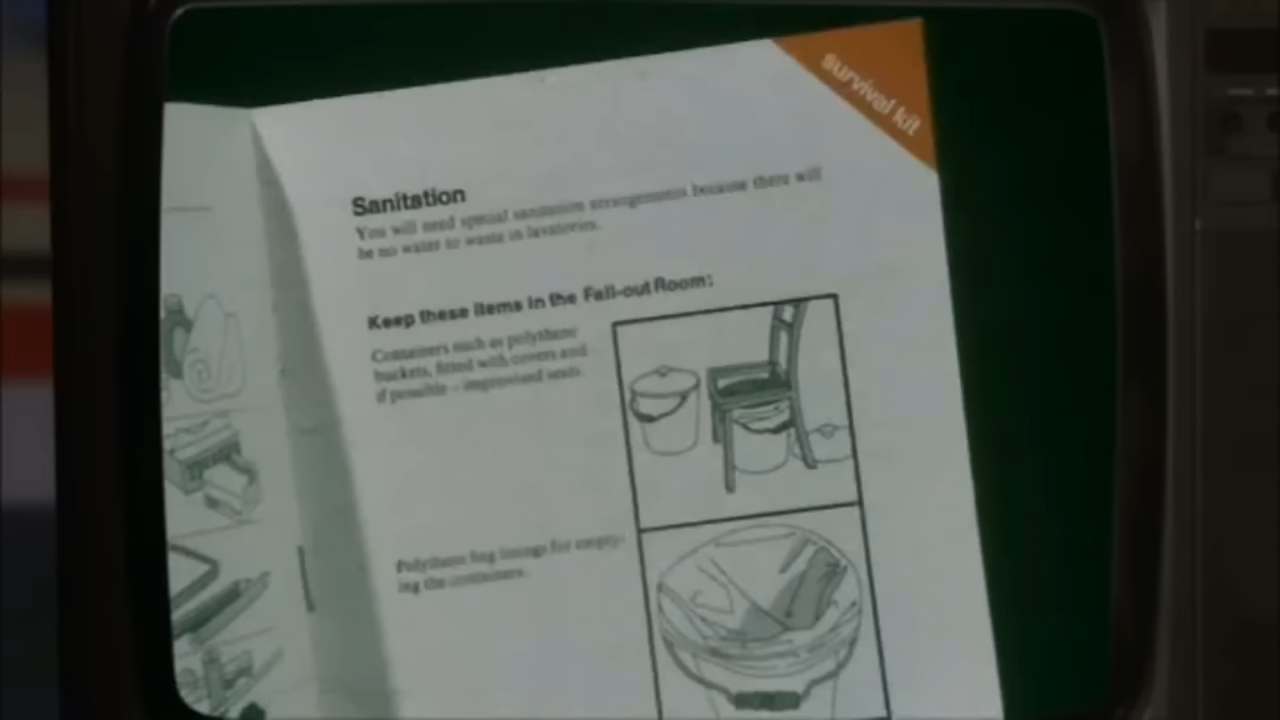 survival kit
Sanitation
You will need special sanitation arrangements because there will
be no water to waste in lavatories.
Keep these items in the Fall-out Room:
Containers such as polythene
buckets, fitted with covers and
if possible – improvised seats.
Polythene bag linings for empty-
ing the containers.